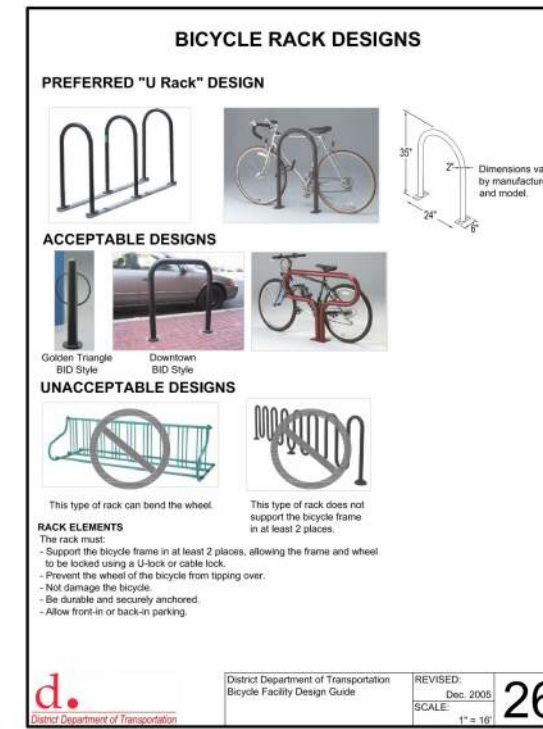 BICYCLE RACK DESIGNS
PREFERRED "U Rack" DESIGN
35"
2"
24"
6"
Dimensions
by
and model.
ACCEPTABLE DESIGNS
Golden Triangle
BID Style
Downtown
BID Style
UNACCEPTABLE DESIGNS
This type of rack can bend the wheel.
This type of rack does not
support the bicycle frame
in at least 2 places.
RACK ELEMENTS
The rack must:
- Support the bicycle frame in at least 2 places, allowing the frame and wheel
to be locked using a U-lock or cable lock.
- Prevent the wheel of the bicycle from tipping over.
- Not damage the bicycle.
- Be durable and securely anchored.
- Allow front-in or back-in parking.
d.
District Department of Transportation
District Department of Transportation
Bicycle Facility Design Guide
REVISED:
Dec. 2005
SCALE:
1" = 16'